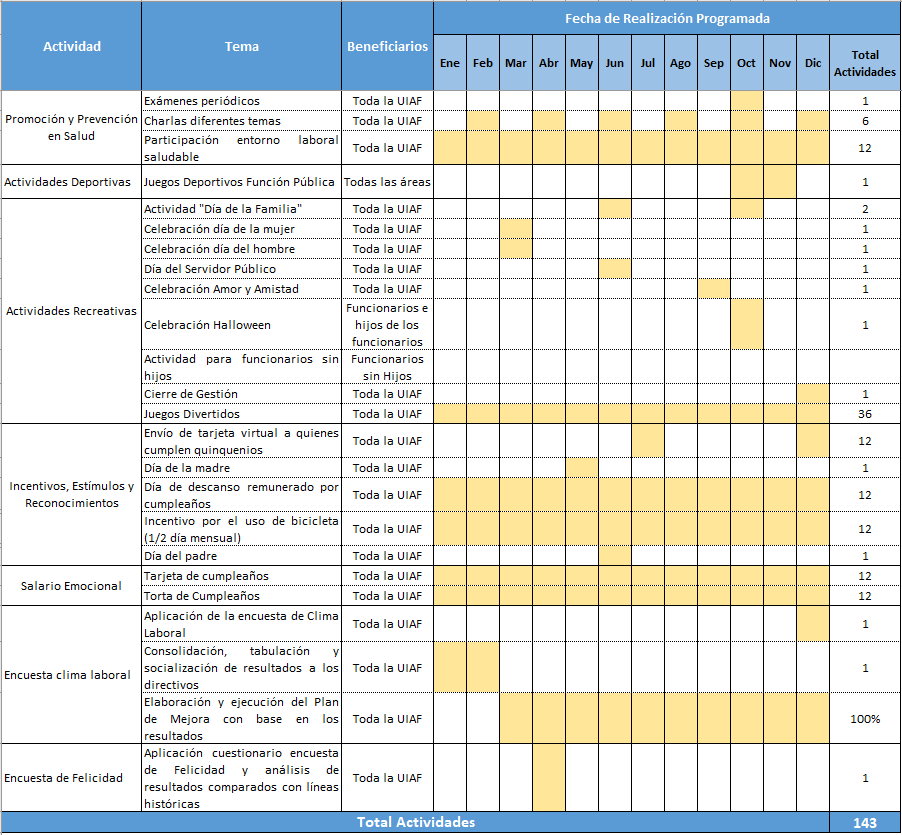 Actividad
Tema
Beneficiarios
Fecha de Realización Programada
Ene Feb Mar Abr May Jun Jul Ago Sep Oct Nov Dic
Total
Actividades
Promoción y Prevención
en Salud
Exámenes periódicos Toda la UIAF 1
Charlas diferentes temas Toda la UIAF 6
Participación entorno laboral
saludable
Toda la UIAF 12
Actividades Deportivas Juegos Deportivos Función Pública Todas las áreas 1
Actividades Recreativas
Actividad "Día de la Familia" Toda la UIAF 2
Celebración día de la mujer Toda la UIAF 1
Celebración día del hombre Toda la UIAF 1
Día del Servidor Público Toda la UIAF 1
Celebración Amor y Amistad Toda la UIAF 1
Celebración Halloween
Funcionarios e
hijos de los
funcionarios
1
Actividad para funcionarios sin
hijos
Funcionarios
sin Hijos
Cierre de Gestión Toda la UIAF 1
Juegos Divertidos Toda la UIAF 36
Incentivos, Estímulos y
Reconocimientos
Envío de tarjeta virtual a quienes
cumplen quinquenios
Toda la UIAF 12
Día de la madre Toda la UIAF 1
Día de descanso remunerado por
cumpleaños
Toda la UIAF 12
Incentivo por el uso de bicicleta
(1/2 día mensual)
Toda la UIAF 12
Día del padre Toda la UIAF 1
Salario Emocional
Tarjeta de cumpleaños Toda la UIAF 12
Torta de Cumpleaños Toda la UIAF 12
Encuesta clima laboral
Aplicación de la encuesta de Clima
Laboral
Toda la UIAF 1
Consolidación, tabulación y
socialización de resultados a los
directivos
Toda la UIAF 1
Elaboración y ejecución del Plan
de Mejora con base en los
resultados
Toda la UIAF 100%
Encuesta de Felicidad
Aplicación cuestionario encuesta
de Felicidad y análisis de
resultados comparados con líneas
históricas
Toda la UIAF 1
Total Actividades 143